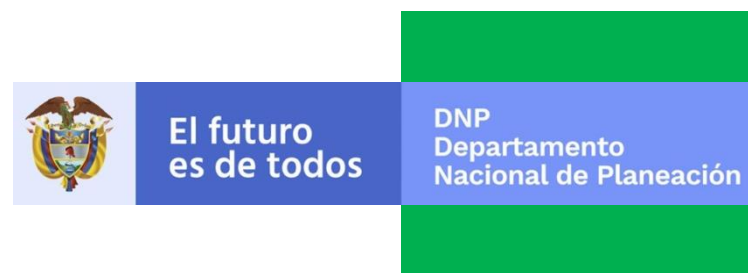 El futuro
es de todos
DNP
Departamento
Nacional de Planeación